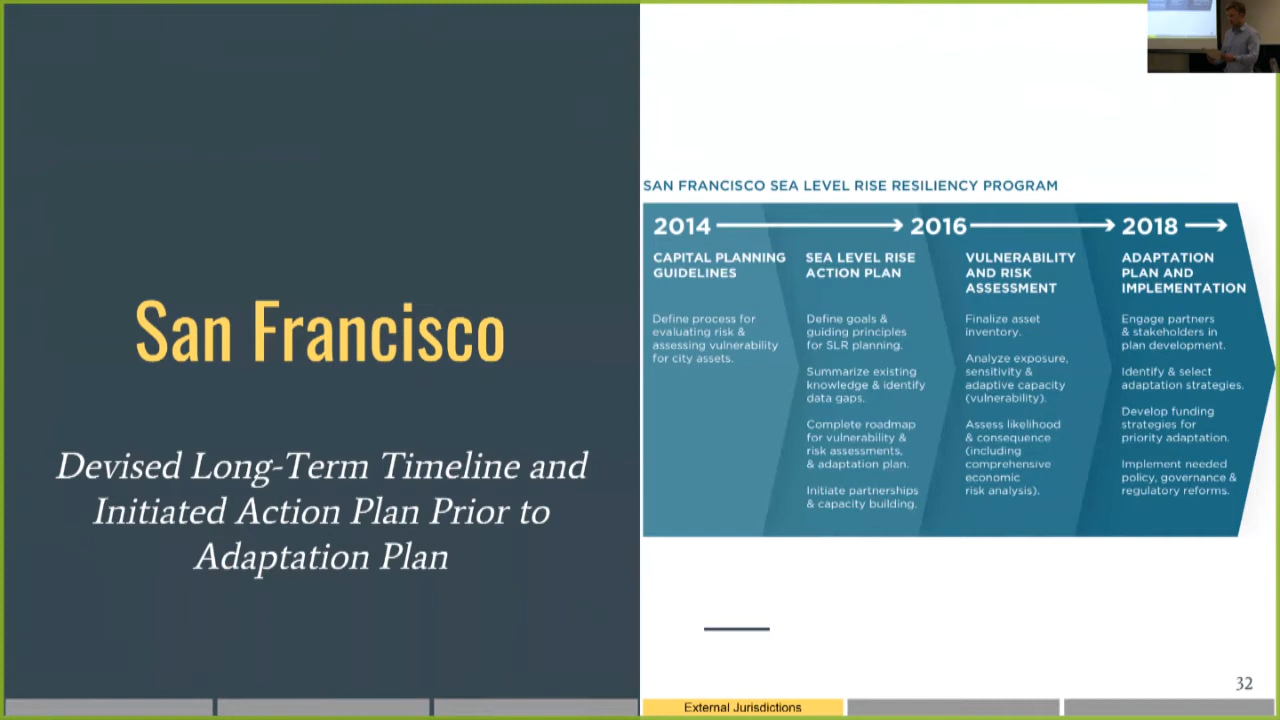 San Francisco
Devised Long-Term Timeline and
Initiated Action Plan Prior to
Adaptation Plan
SAN FRANCISCO SEA LEVEL RISE RESILIENCY PROGRAM
2014
2016
2018
CAPITAL PLANNING
GUIDELINES
Define process for
evaluating risk &
assessing vulnerability
for city assets.
SEA LEVEL RISE
ACTION PLAN
Define goals &
guiding principles
for SLR planning.
Summarize existing
knowledge & identify
data gaps.
Complete roadmap
for vulnerability &
risk assessments,
& adaptation plan.
Initiate partnerships
& capacity building.
VULNERABILITY
AND RISK
ASSESSMENT
Finalize asset
inventory.
Analyze exposure,
sensitivity &
adaptive capacity
(vulnerability).
Assess likelihood
& consequence
(including
comprehensive
economic
risk analysis).
ADAPTATION
PLAN AND
IMPLEMENTATION
Engage partners
& stakeholders in
plan development.
Identify & select
adaptation strategies.
Develop funding
strategies for
priority adaptation.
Implement needed
policy, governance &
regulatory reforms.
32
External Jurisdictions